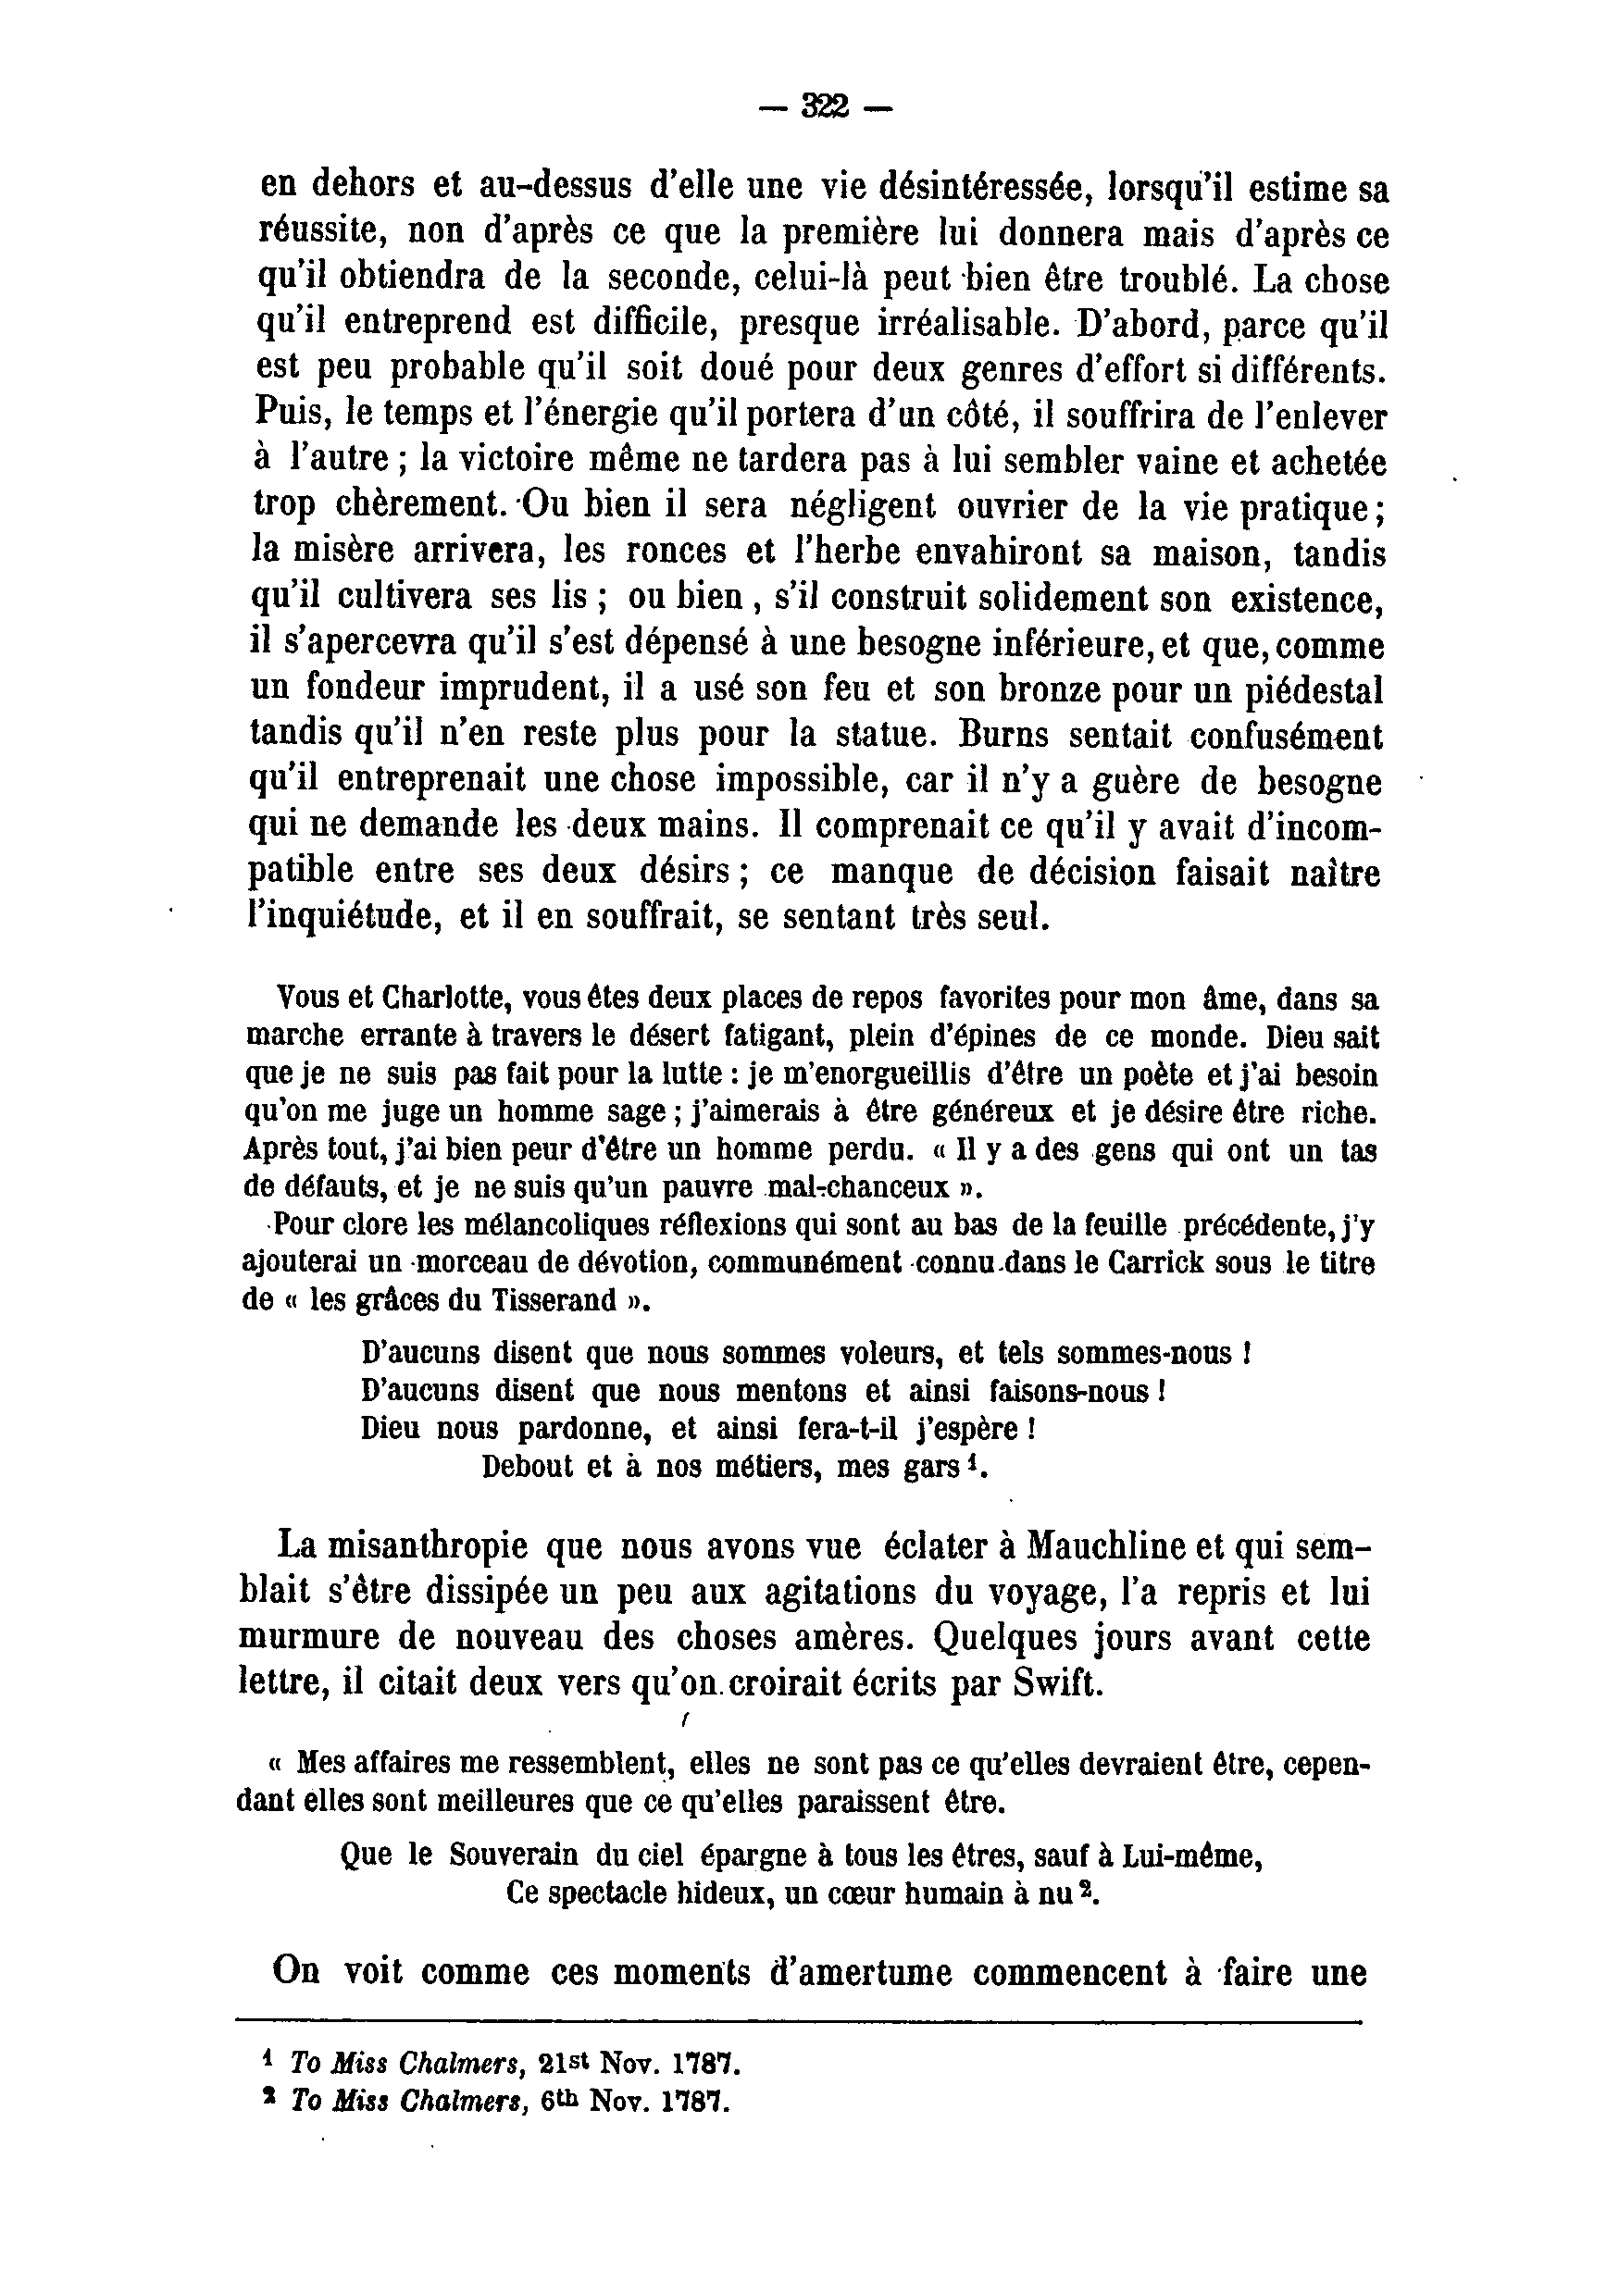 — 322 —
en dehors et au-dessus d'elle une vie désintéressée, lorsqu'il estime sa
réussite, non d'après ce que la première lui donnera mais d'après ce
qu'il obtiendra de la seconde, celui-là peut bien être troublé. La chose
qu'il entreprend est difficile, presque irréalisable. D'abord, parce qu'il
est peu probable qu'il soit doué pour deux genres d'effort si différents.
Puis, le temps et l'énergie qu'il portera d'un côté, il souffrira de l'enlever
à l'autre ; la victoire même ne tardera pas à lui sembler vaine et achetée
trop chèrement. Ou bien il sera négligent ouvrier de la vie pratique ;
la misère arrivera, les ronces et l'herbe envahiront sa maison, tandis
qu'il cultivera ses lis ; ou bien , s'il construit solidement son existence,
il s'apercevra qu'il s'est dépensé à une besogne inférieure, et que, comme
un fondeur imprudent, il a usé son feu et son bronze pour un piédestal
tandis qu'il n'en reste plus pour la statue. Burns sentait confusément
qu'il entreprenait une chose impossible, car il n'y a guère de besogne
qui ne demande les deux mains. Il comprenait ce qu'il y avait d'incom-
patible entre ses deux désirs ; ce manque de décision faisait naître
l'inquiétude, et il en souffrait, se sentant très seul.
Vous et Charlotte, vous êtes deux places de repos favorites pour mon âme, dans sa
marche errante à travers le désert fatigant, plein d'épines de ce monde. Dieu sait
que je ne suis pas fait pour la lutte : je m'enorgueillis d'être un poète et j'ai besoin
qu'on me juge un homme sage ; j'aimerais à être généreux et je désire être riche.
Après tout, j'ai bien peur d'être un homme perdu. « Il y a des gens qui ont un tas
de défauts, et je ne suis qu'un pauvre mal-chanceux ».
Pour clore les mélancoliques réflexions qui sont au bas de la feuille précédente, j'y
ajouterai un morceau de dévotion, communément connu dans le Carrick sous le titre
de « les grâces du Tisserand ».
D'aucuns disent que nous sommes voleurs, et tels sommes-nous !
D'aucuns disent que nous mentons et ainsi faisons-nous !
Dieu nous pardonne, et ainsi fera-t-il j'espère !
Debout et à nos métiers, mes gars ¹.
La misanthropie que nous avons vue éclater à Mauchline et qui sem-
blait s'être dissipée un peu aux agitations du voyage, l'a repris et lui
murmure de nouveau des choses amères. Quelques jours avant cette
lettre, il citait deux vers qu'on croirait écrits par Swift.
« Mes affaires me ressemblent, elles ne sont pas ce qu'elles devraient être, cepen-
dant elles sont meilleures que ce qu'elles paraissent être.
Que le Souverain du ciel épargne à tous les êtres, sauf à Lui-même,
Ce spectacle hideux, un cœur humain à nu ².
On voit comme ces moments d'amertume commencent à faire une
¹ To Miss Chalmers, 21st Nov. 1787.
² To Miss Chalmers, 6th Nov. 1787.